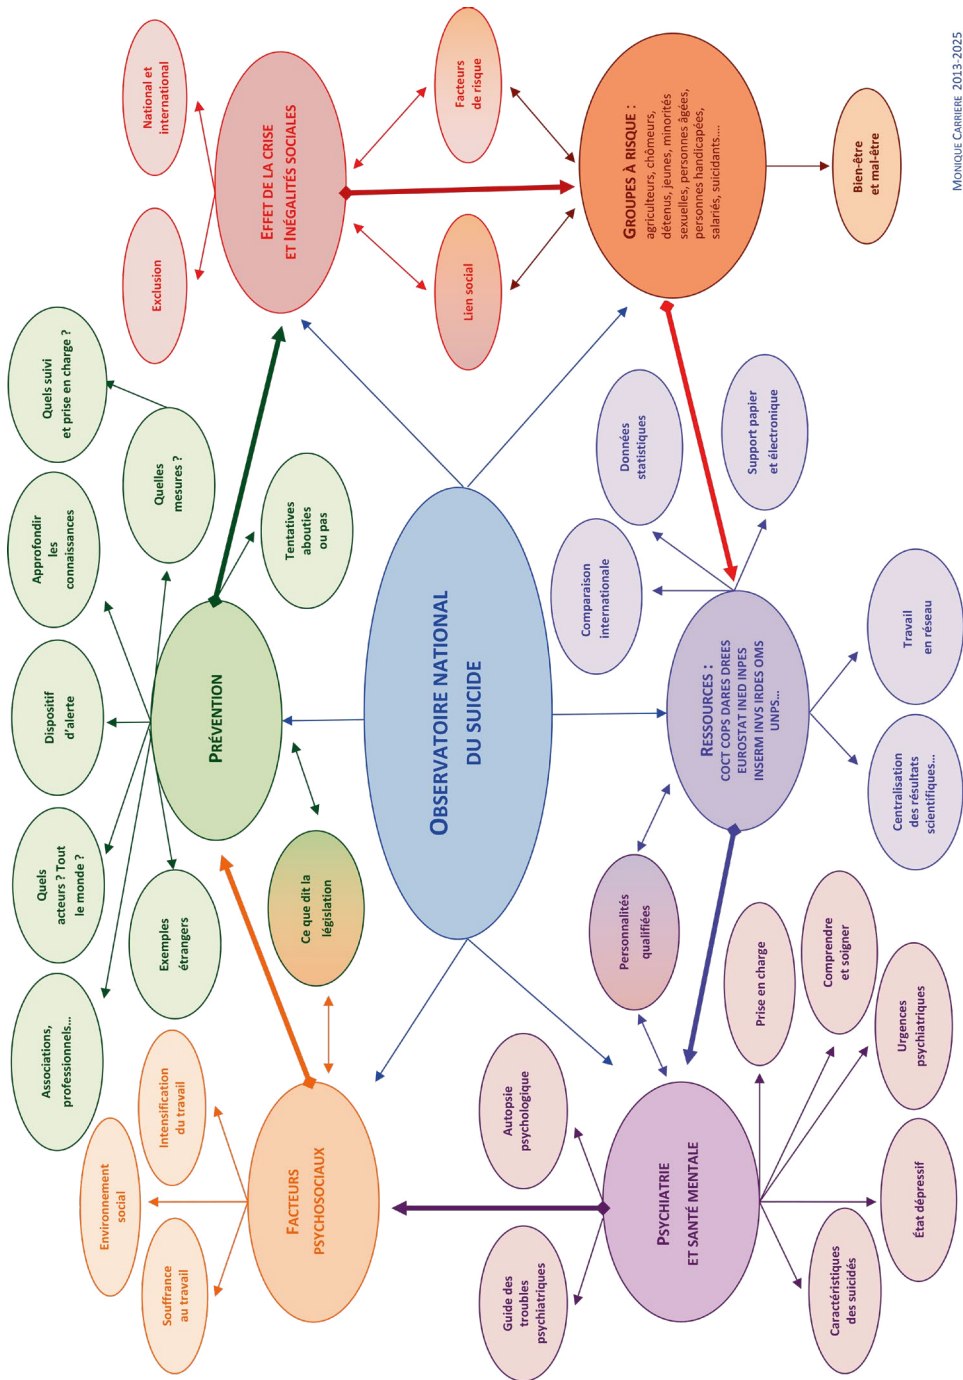 Associations,
professionnels...
Quels
acteurs ? Tout
le monde ?
Dispositif
d'alerte
Approfondir
les
connaissances
Quels suivi
et prise en charge ?
Exemples
étrangers
Quelles
mesures ?
PRÉVENTION
Tentatives
abouties
ou pas
Ce que dit la
législation
Environnement
social
Souffrance
au travail
Intensification
du travail
FACTEURS
PSYCHOSOCIAUX
Exclusion
National et
international
EFFET DE LA CRISE
ET INÉGALITÉS SOCIALES
Lien social
Facteurs
de risque
OBSERVATOIRE NATIONAL
DU SUICIDE
GROUPES À RISQUE :
agriculteurs, chômeurs,
détenus, jeunes, minorités
sexuelles, personnes âgées,
personnes handicapées,
salariés, suicidants....
Bien-être
et mal-être
Guide des
troubles
psychiatriques
Autopsie
psychologique
Personnalités
qualifiées
Comparaison
internationale
Données
statistiques
PSYCHIATRIE
ET SANTÉ MENTALE
RESSOURCES :
COCT COPS DARES DREES
EUROSTAT INED INPES
INSERM INVS IRDES OMS
UNPS...
Support papier
et électronique
Prise en charge
Comprendre
et soigner
Caractéristiques
des suicidés
État dépressif
Urgences
psychiatriques
Centralisation
des résultats
scientifiques...
Travail
en réseau
MONIQUE CARRIERE 2013-2025